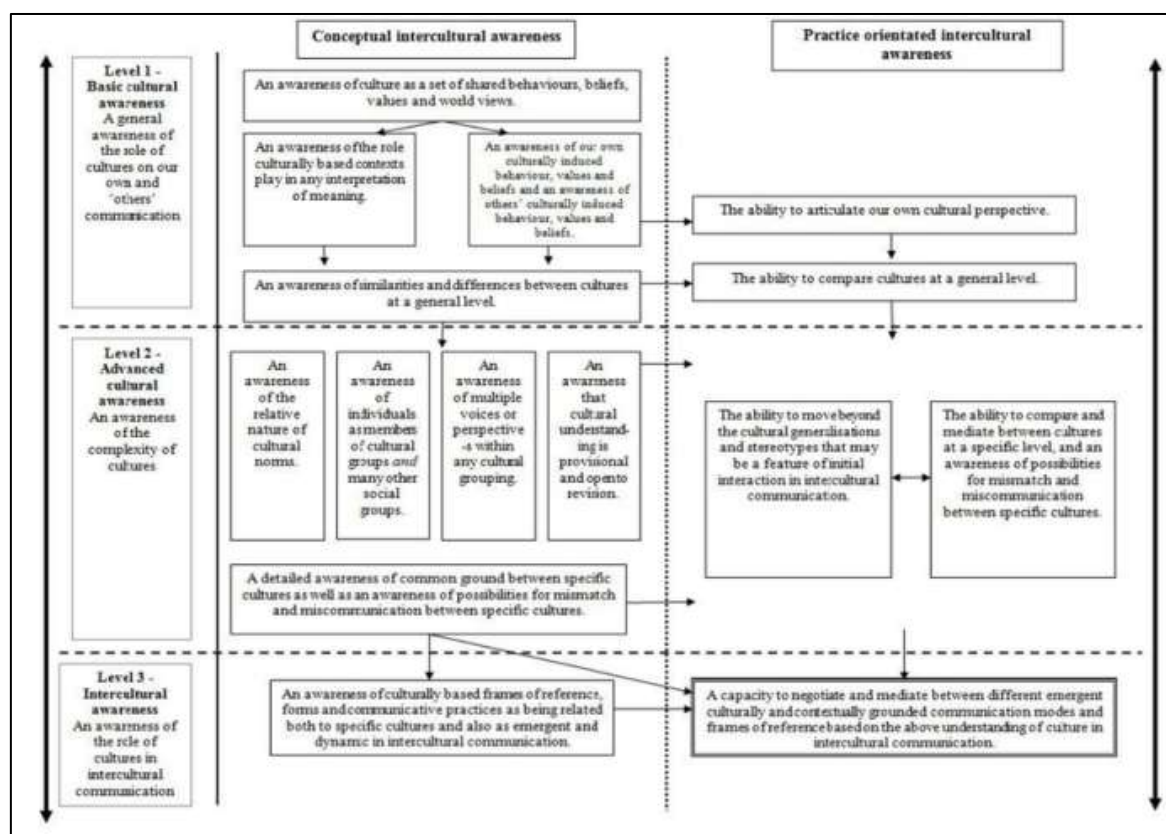 Conceptual intercultural awareness
Practice orientated intercultural
awareness
Level 1 -
Basic cultural
awareness
A general
awareness of
the role of
cultures on our
own and
‘others’
communication
An awareness of culture as a set of shared behaviours, beliefs,
values and world views.
An awareness of the role
culturally based contexts
play in any interpretation
of meaning.
An awareness of our own
culturally induced
behaviour, values and
beliefs and an awareness of
others’ culturally induced
behaviour, values and
beliefs.
The ability to articulate our own cultural perspective.
An awareness of similarities and differences between cultures
at a general level.
The ability to compare cultures at a general level.
Level 2 -
Advanced
cultural
awareness
An awareness
of the
complexity of
cultures
An
awareness
of the
relative
nature of
cultural
norms.
An
awareness
of
individuals
as members
of cultural
groups and
many other
social
groups.
An
awareness
of multiple
voices or
perspective
-s within
any cultural
grouping.
An
awareness
that
cultural
understand-
ing is
provisional
and open to
revision.
The ability to move beyond
the cultural generalisations
and stereotypes that may
be a feature of initial
interaction in intercultural
communication.
The ability to compare and
mediate between cultures
at a specific level, and an
awareness of possibilities
for mismatch and
miscommunication
between specific cultures.
A detailed awareness of common ground between specific
cultures as well as an awareness of possibilities for mismatch
and miscommunication between specific cultures.
Level 3 -
Intercultural
awareness
An awareness of
the role of
cultures in
intercultural
communication
An awareness of culturally based frames of reference,
forms and communicative practices as being related
both to specific cultures and also as emergent and
dynamic in intercultural communication.
A capacity to negotiate and mediate between different emergent
culturally and contextually grounded communication modes and
frames of reference based on the above understanding of culture in
intercultural communication.